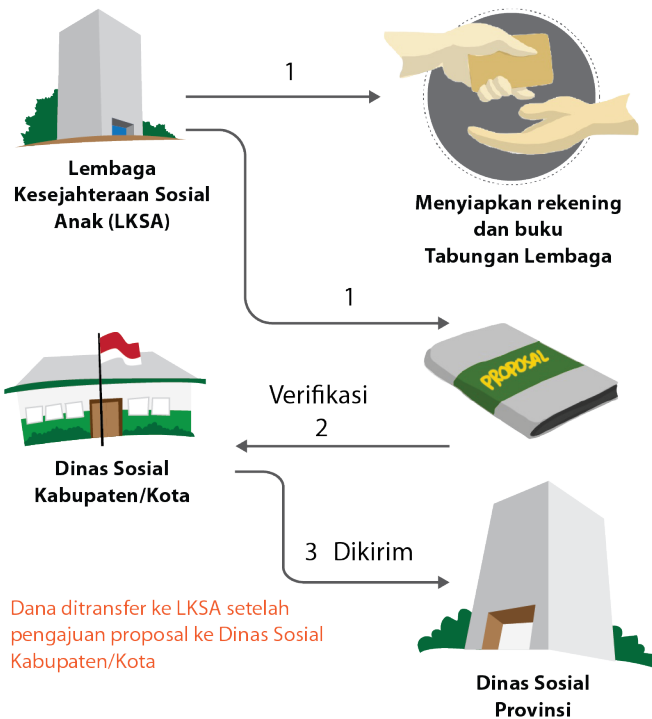 1
Lembaga
Kesejahteraan Sosial
Anak (LKSA)
Menyiapkan rekening
dan buku
Tabungan Lembaga
1
PROPOSAL
Verifikasi
2
Dinas Sosial
Kabupaten/Kota
3 Dikirim
Dana ditransfer ke LKSA setelah
pengajuan proposal ke Dinas Sosial
Kabupaten/Kota
Dinas Sosial
Provinsi